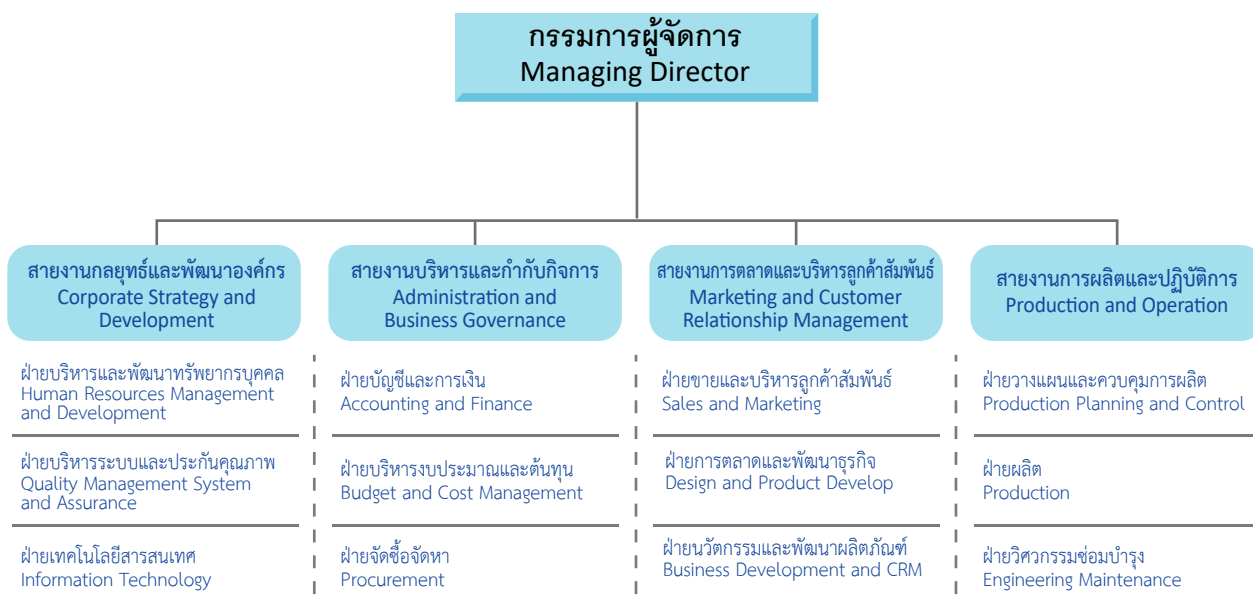 กรรมการผู้จัดการ
Managing Director
สายงานกลยุทธ์และพัฒนาองค์กร
Corporate Strategy and
Development
สายงานบริหารและกำกับกิจการ
Administration and
Business Governance
สายงานการตลาดและบริหารลูกค้าสัมพันธ์
Marketing and Customer
Relationship Management
สายงานการผลิตและปฏิบัติการ
Production and Operation
ฝ่ายบริหารและพัฒนาทรัพยากรบุคคล
Human Resources Management
and Development
ฝ่ายบริหารระบบและประกันคุณภาพ
Quality Management System
and Assurance
ฝ่ายเทคโนโลยีสารสนเทศ
Information Technology
ฝ่ายบัญชีและการเงิน
Accounting and Finance
ฝ่ายบริหารงบประมาณและต้นทุน
Budget and Cost Management
ฝ่ายจัดซื้อจัดหา
Procurement
ฝ่ายขายและบริหารลูกค้าสัมพันธ์
Sales and Marketing
ฝ่ายการตลาดและพัฒนาธุรกิจ
Design and Product Develop
ฝ่ายนวัตกรรมและพัฒนาผลิตภัณฑ์
Business Development and CRM
ฝ่ายวางแผนและควบคุมการผลิต
Production Planning and Control
ฝ่ายผลิต
Production
ฝ่ายวิศวกรรมซ่อมบำรุง
Engineering Maintenance